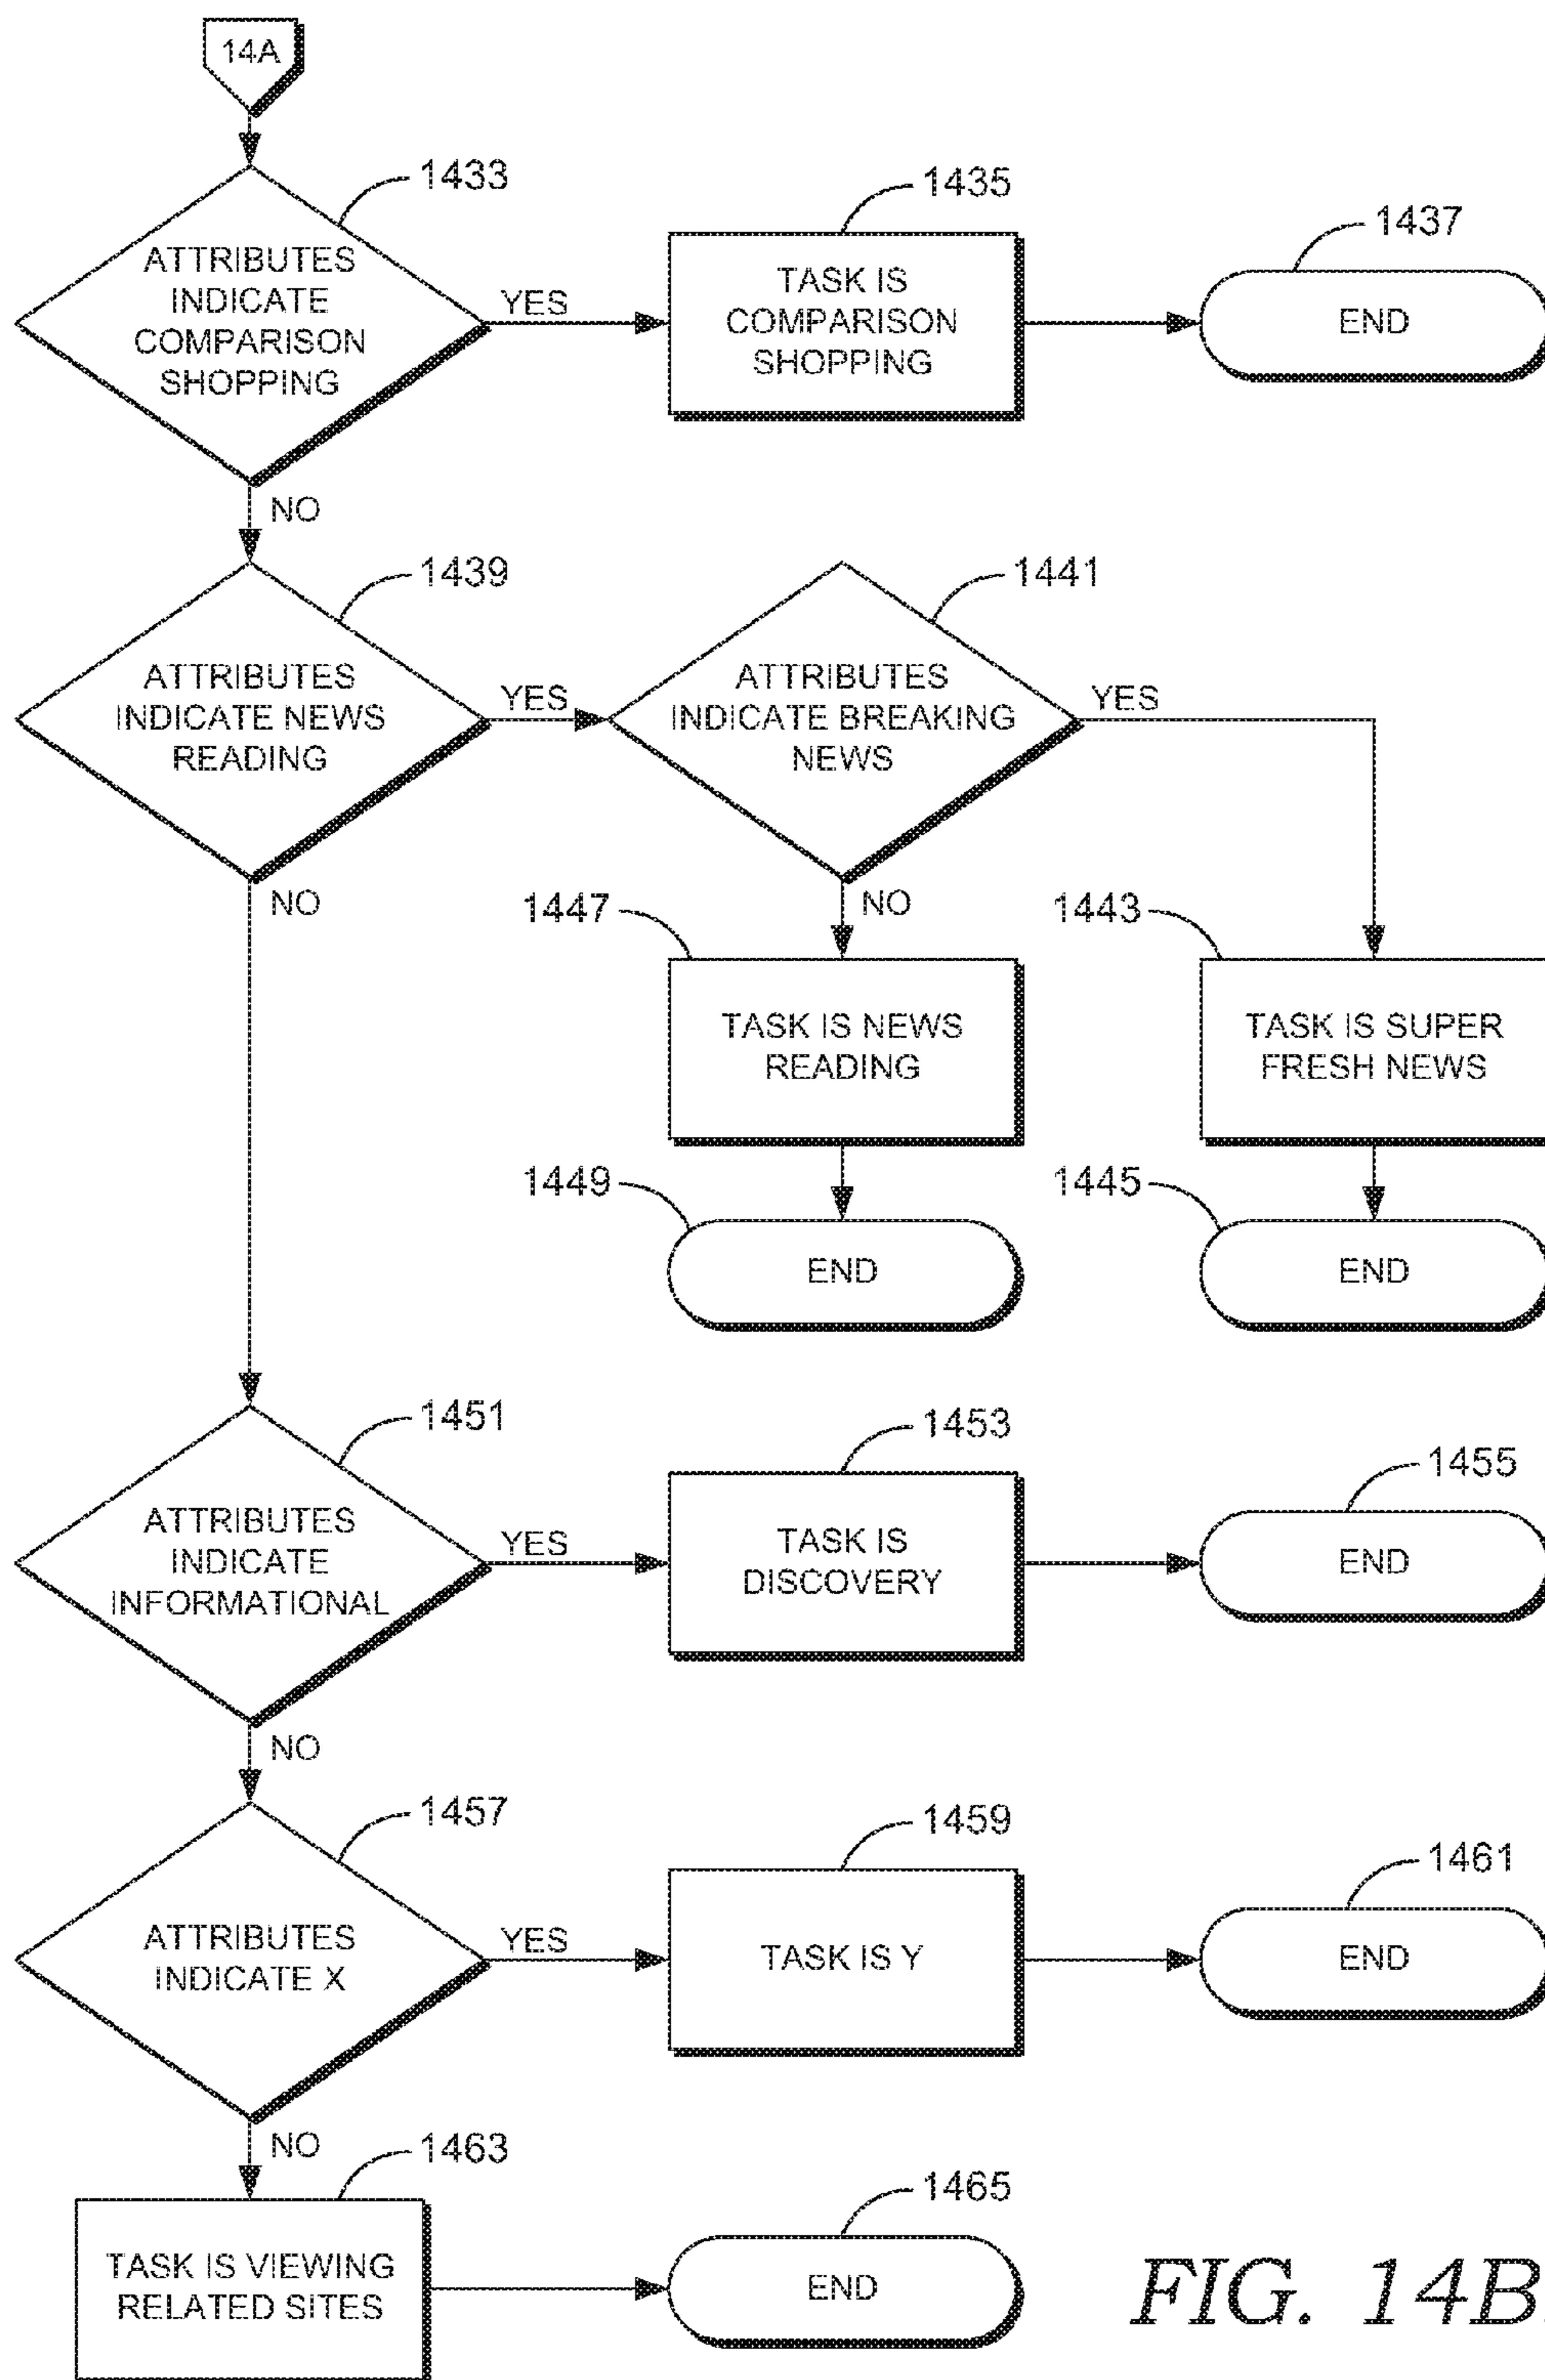 14A
1433
ATTRIBUTES
INDICATE
COMPARISON
SHOPPING
YES
1435
TASK IS
COMPARISON
SHOPPING
1437
END
NO
1439
ATTRIBUTES
INDICATE NEWS
READING
YES
1441
ATTRIBUTES
INDICATE BREAKING
NEWS
YES
NO
NO
1447
TASK IS NEWS
READING
1443
TASK IS SUPER
FRESH NEWS
1449
END
1445
END
1451
ATTRIBUTES
INDICATE
INFORMATIONAL
YES
1453
TASK IS
DISCOVERY
1455
END
NO
1457
ATTRIBUTES
INDICATE X
YES
1459
TASK IS Y
1461
END
NO
1463
TASK IS VIEWING
RELATED SITES
1465
END
FIG. 14B.